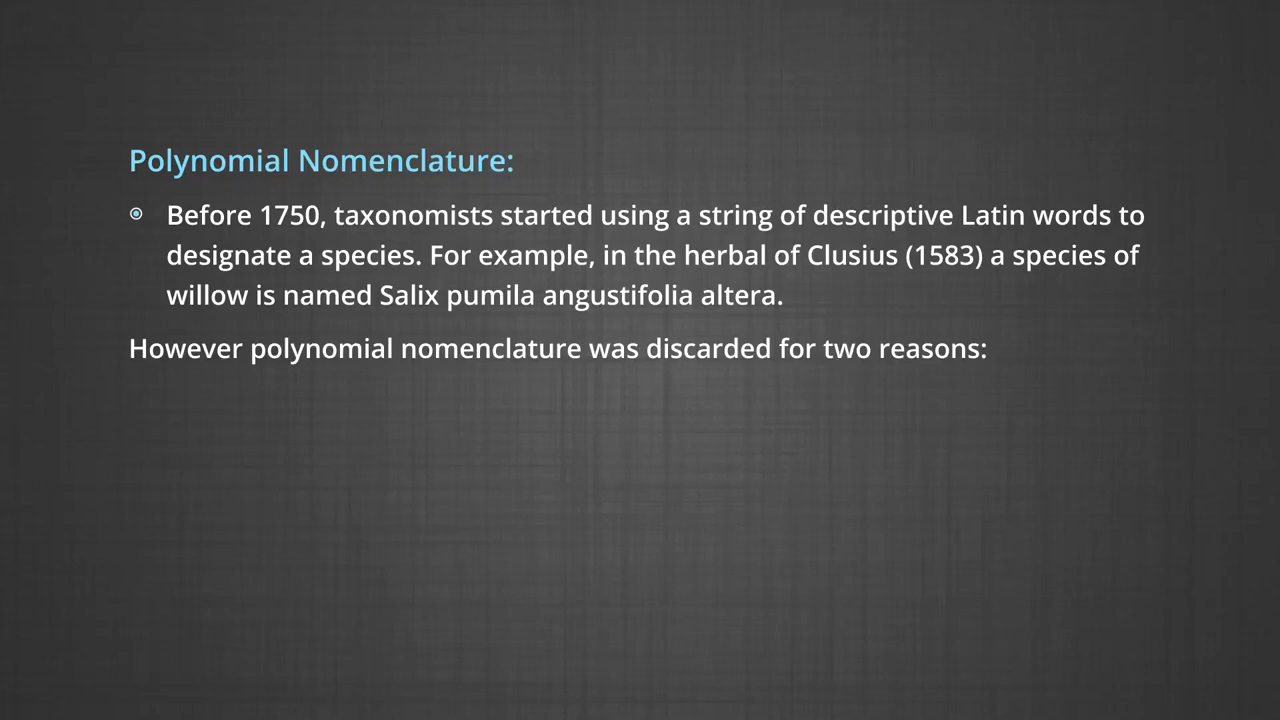 Polynomial Nomenclature:
Before 1750, taxonomists started using a string of descriptive Latin words to
designate a species. For example, in the herbal of Clusius (1583) a species of
willow is named Salix pumila angustifolia altera.
However polynomial nomenclature was discarded for two reasons: